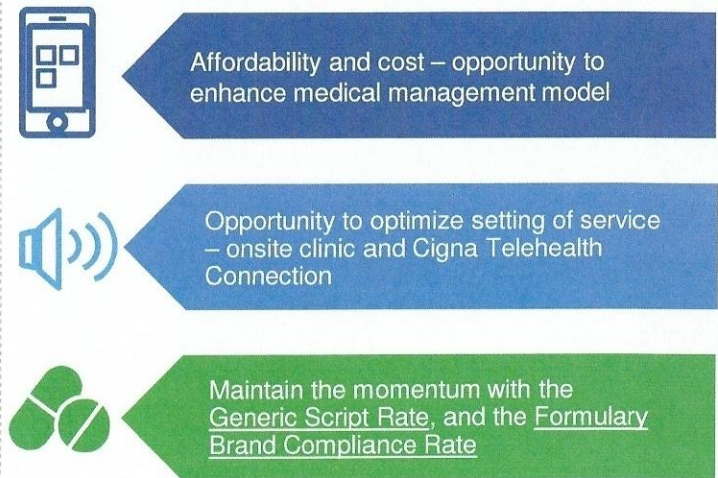 Affordability and cost – opportunity to
enhance medical management model
Opportunity to optimize setting of service
– onsite clinic and Cigna Telehealth
Connection
Maintain the momentum with the
Generic Script Rate, and the Formulary
Brand Compliance Rate